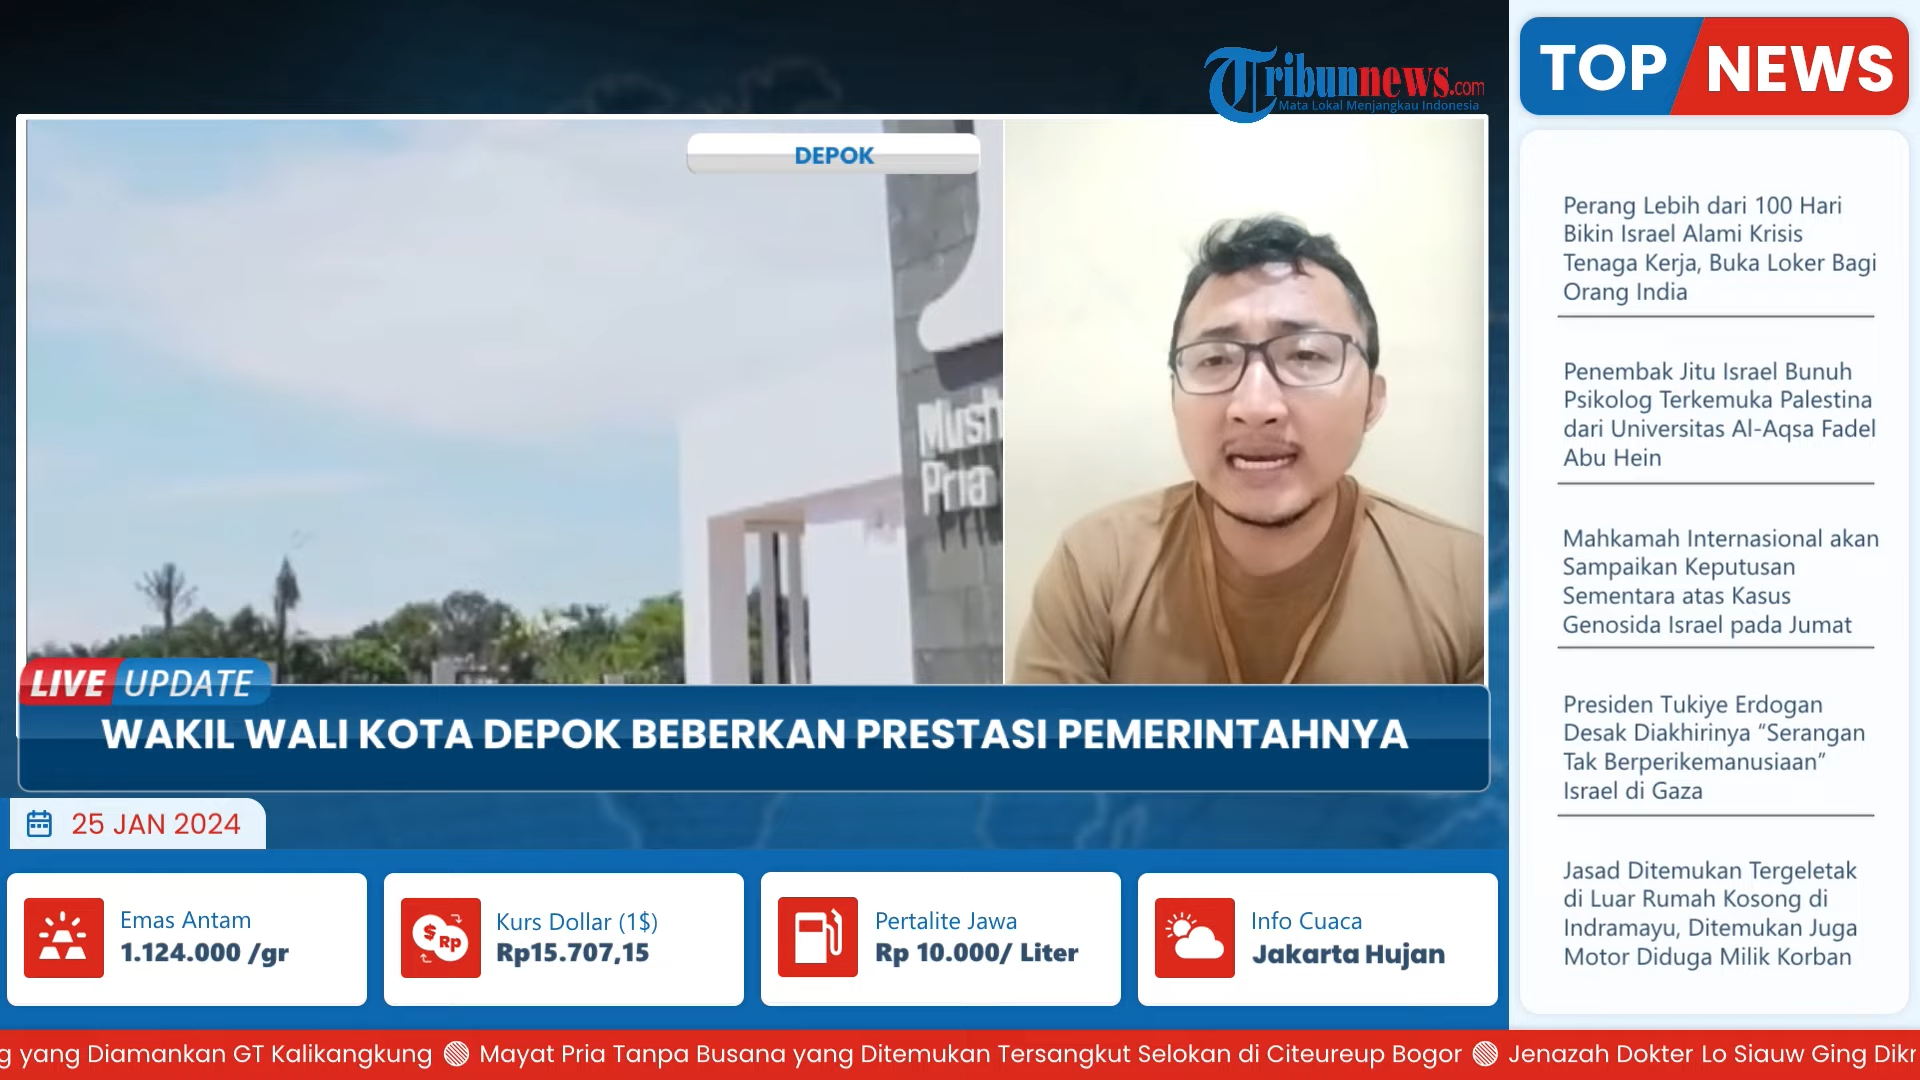 Tribunnews.com
Mata Lokal Menjangkau Indonesia
TOP NEWS
DEPOK
Mush
Pria
LIVE UPDATE
WAKIL WALI KOTA DEPOK BEBERKAN PRESTASI PEMERINTAHNYA
25 JAN 2024
Emas Antam
1.124.000 /gr
Kurs Dollar (1$)
Rp15.707,15
Pertalite Jawa
Rp 10.000/ Liter
Info Cuaca
Jakarta Hujan
Perang Lebih dari 100 Hari
Bikin Israel Alami Krisis
Tenaga Kerja, Buka Loker Bagi
Orang India
Penembak Jitu Israel Bunuh
Psikolog Terkemuka Palestina
dari Universitas Al-Aqsa Fadel
Abu Hein
Mahkamah Internasional akan
Sampaikan Keputusan
Sementara atas Kasus
Genosida Israel pada Jumat
Presiden Tukiye Erdogan
Desak Diakhirinya “Serangan
Tak Berperikemanusiaan”
Israel di Gaza
Jasad Ditemukan Tergeletak
di Luar Rumah Kosong di
Indramayu, Ditemukan Juga
Motor Diduga Milik Korban
g yang Diamankan GT Kalikangkung Mayat Pria Tanpa Busana yang Ditemukan Tersangkut Selokan di Citeureup Bogor Jenazah Dokter Lo Siauw Ging Dikr